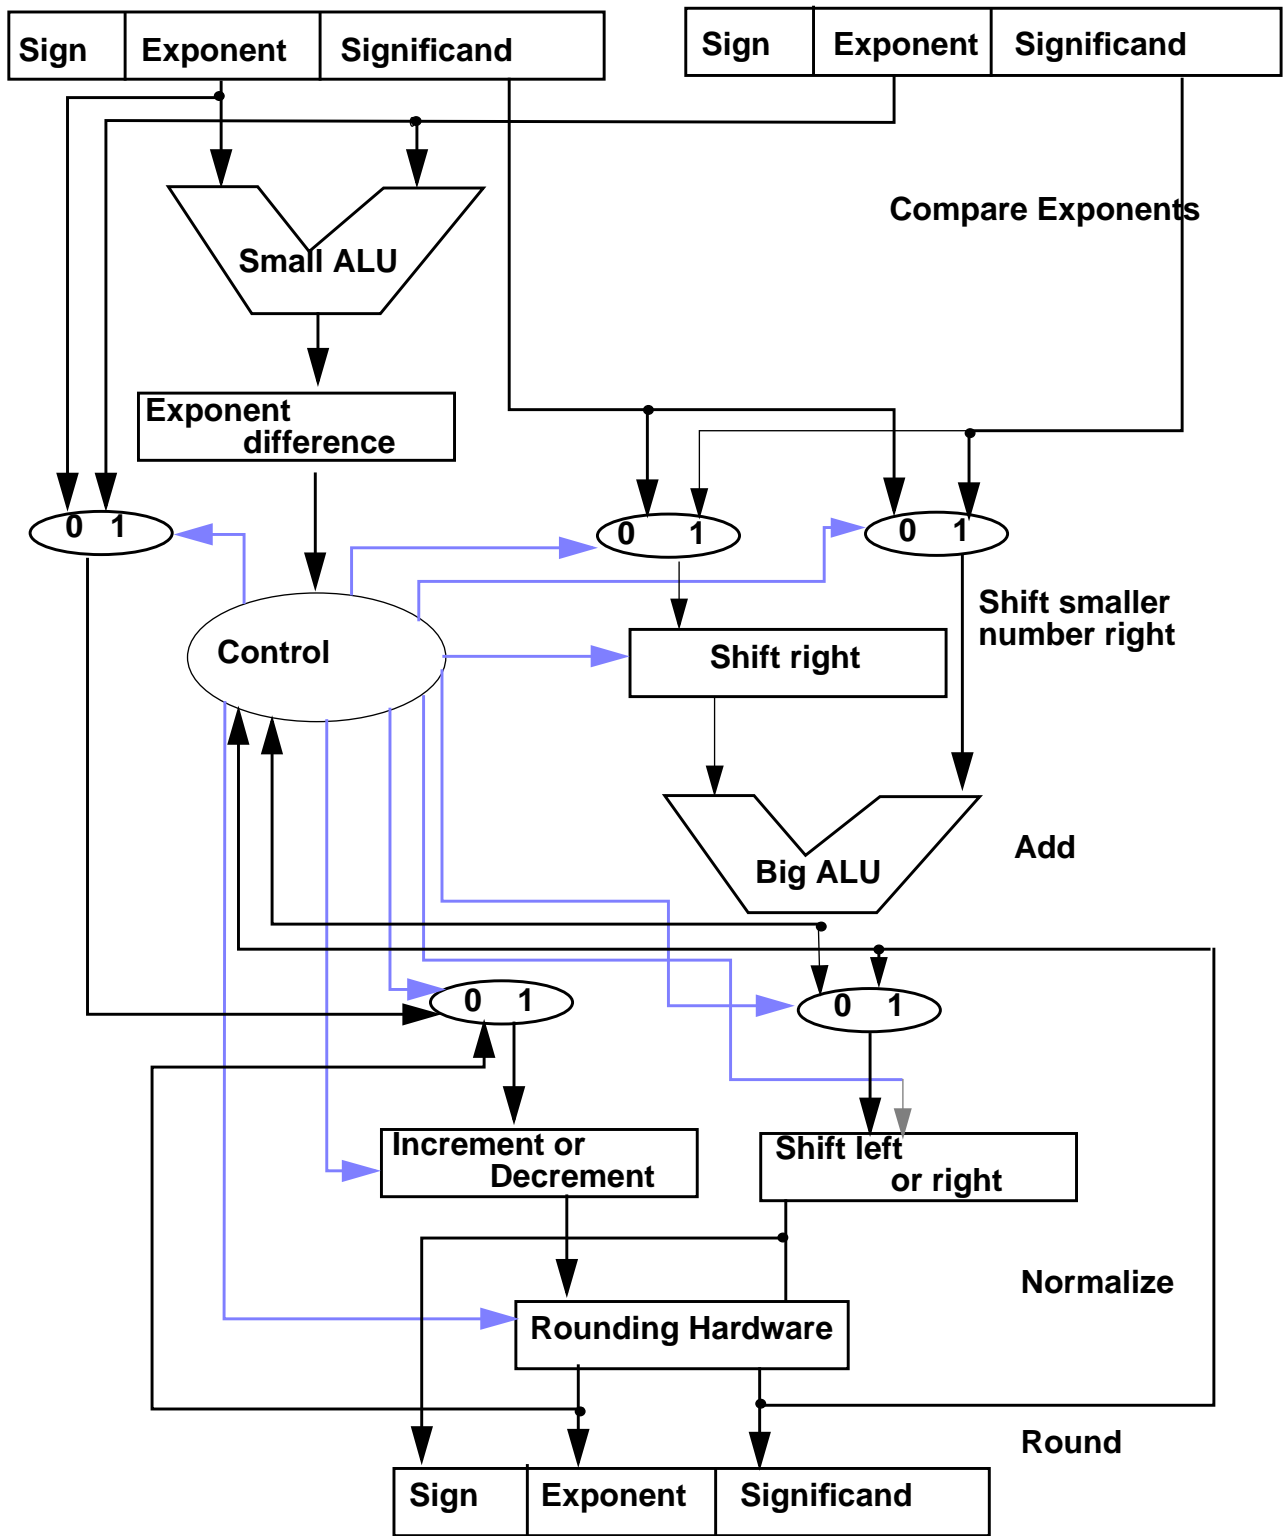 Sign Exponent Significand
Sign Exponent Significand
Compare Exponents
Small ALU
Exponent
difference
0 1
0 1
0 1
Shift smaller
number right
Control
Shift right
Add
Big ALU
0 1
0 1
Increment or
Decrement
Shift left
or right
Normalize
Rounding Hardware
Round
Sign Exponent Significand